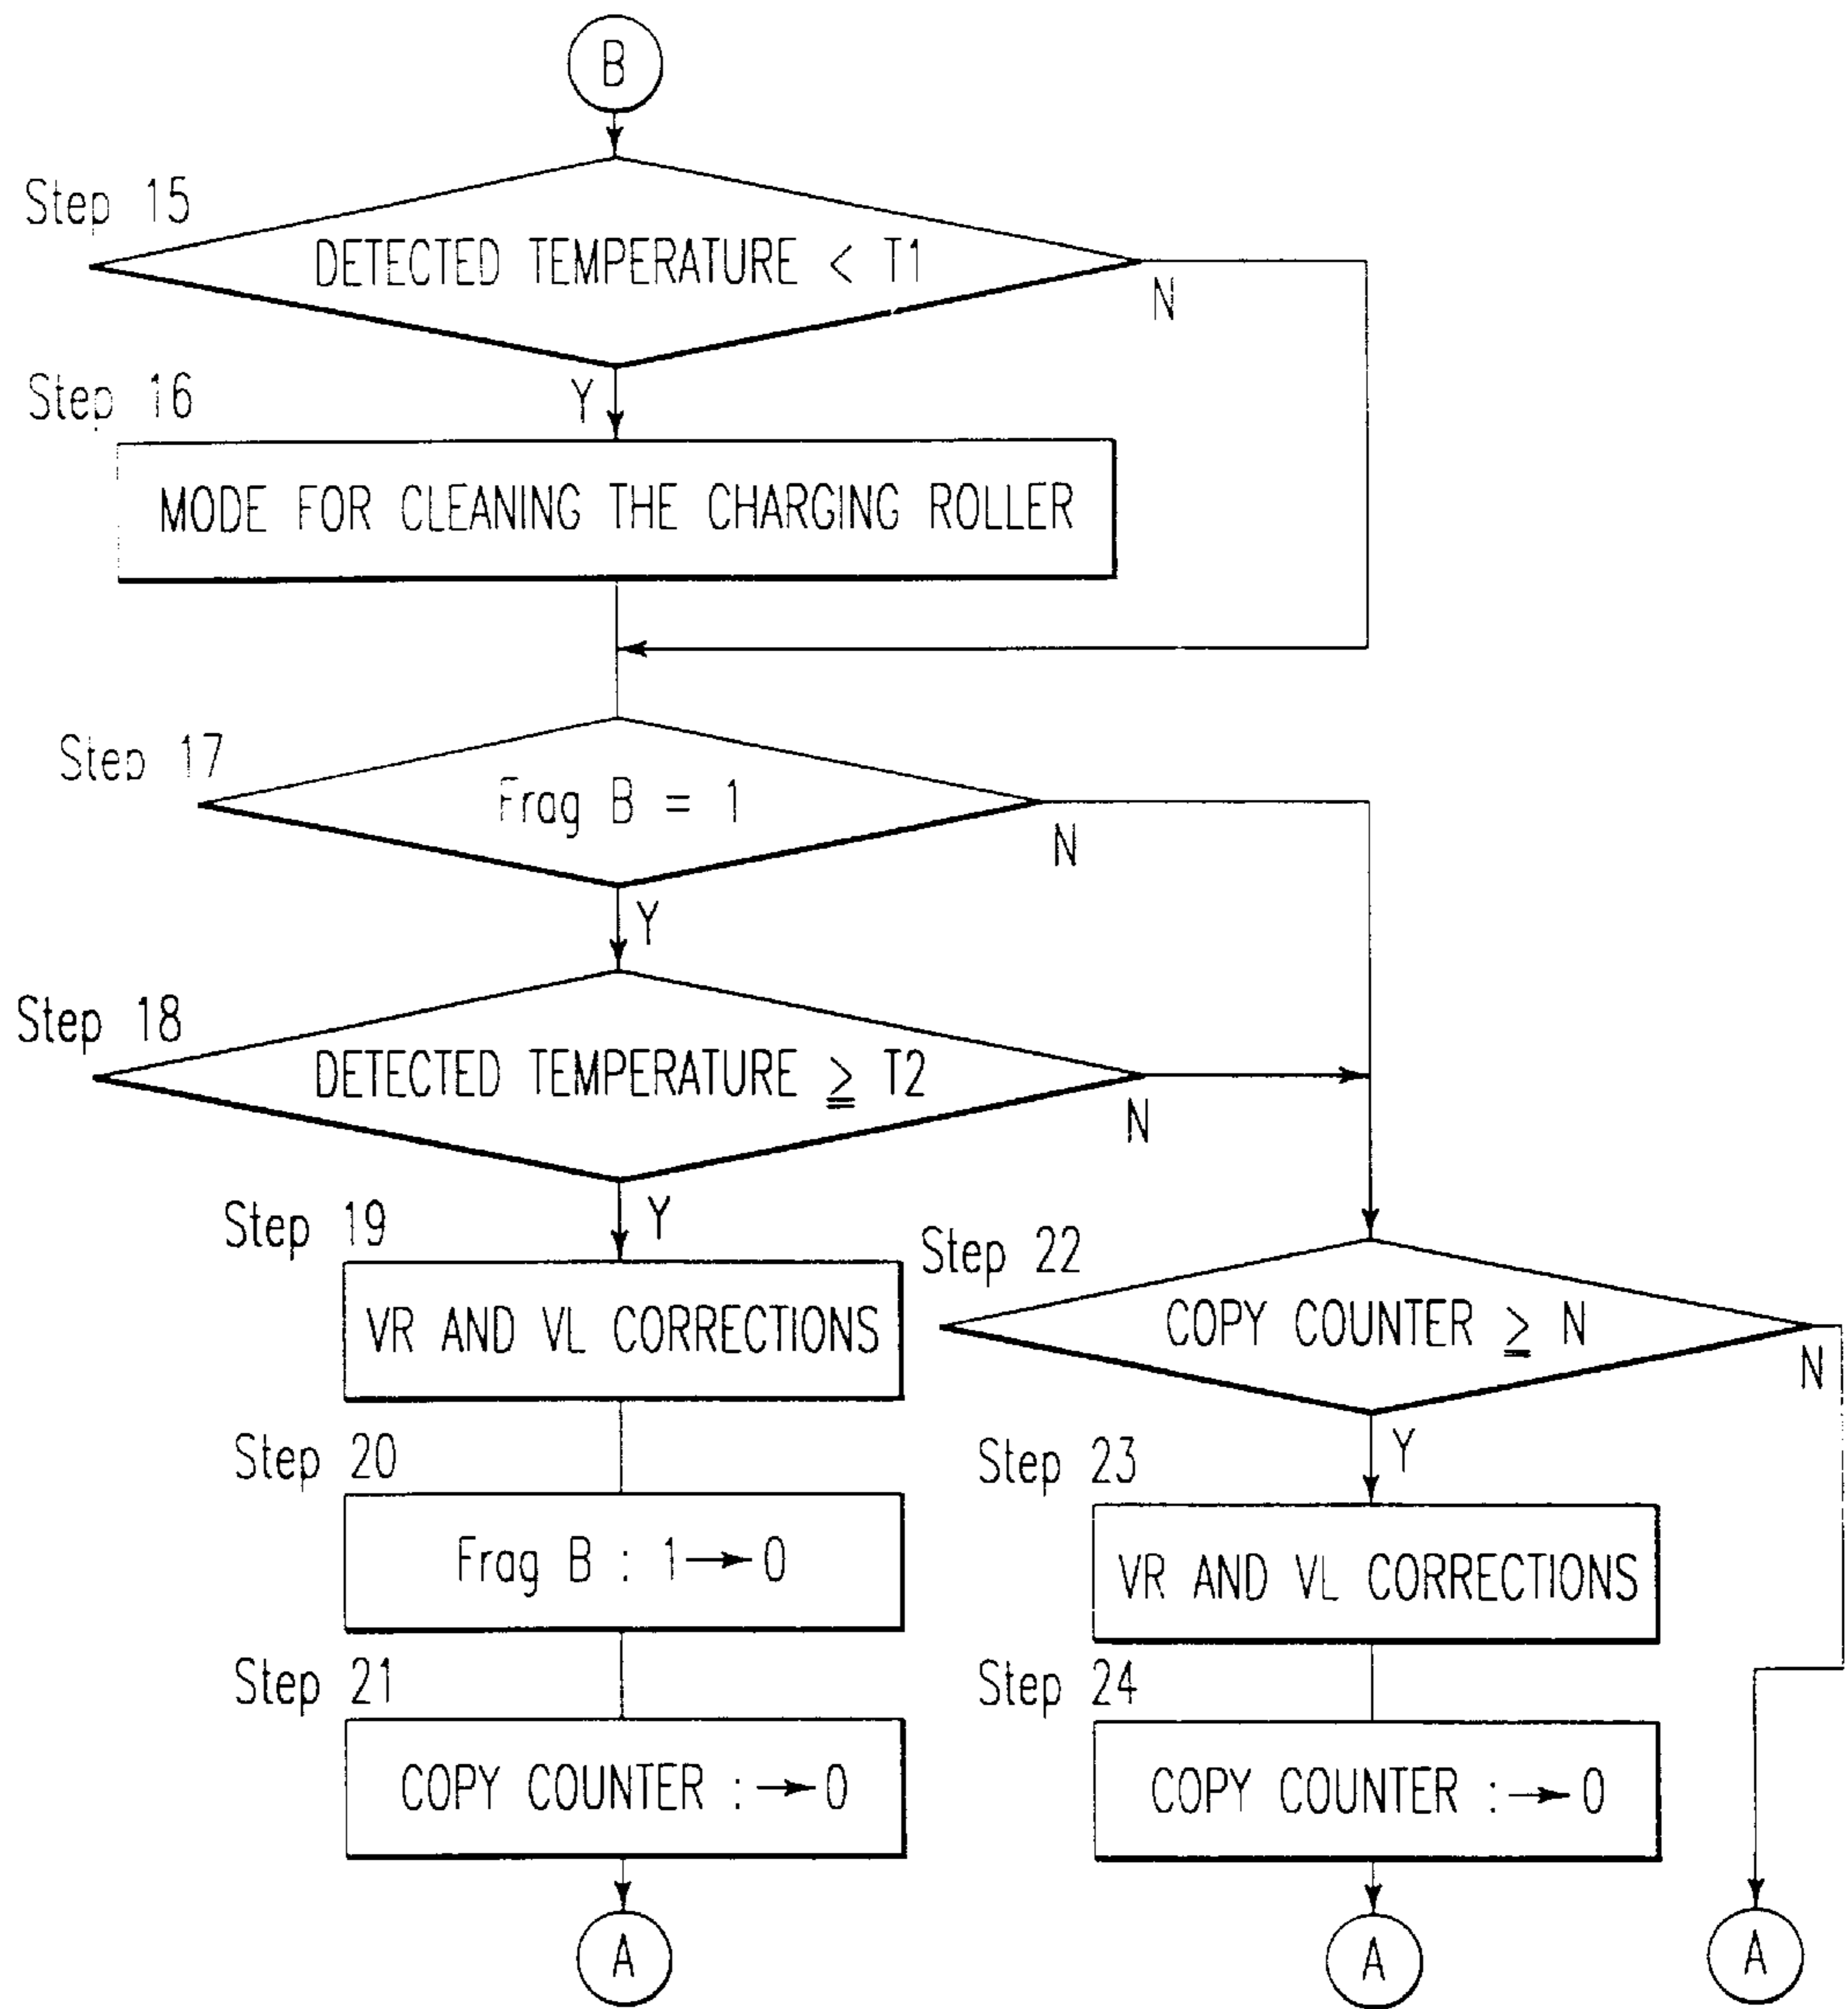 B
Step 15
DETECTED TEMPERATURE < T1
N
Step 16
Y
MODE FOR CLEANING THE CHARGING ROLLER
Step 17
Frag B = 1
N
Y
Step 18
DETECTED TEMPERATURE ≧ T2
N
Y
Step 19
VR AND VL CORRECTIONS
Step 22
COPY COUNTER ≧ N
N
Y
Step 20
Frag B : 1→0
Step 23
VR AND VL CORRECTIONS
Step 21
COPY COUNTER : →0
Step 24
COPY COUNTER : →0
A
A
A